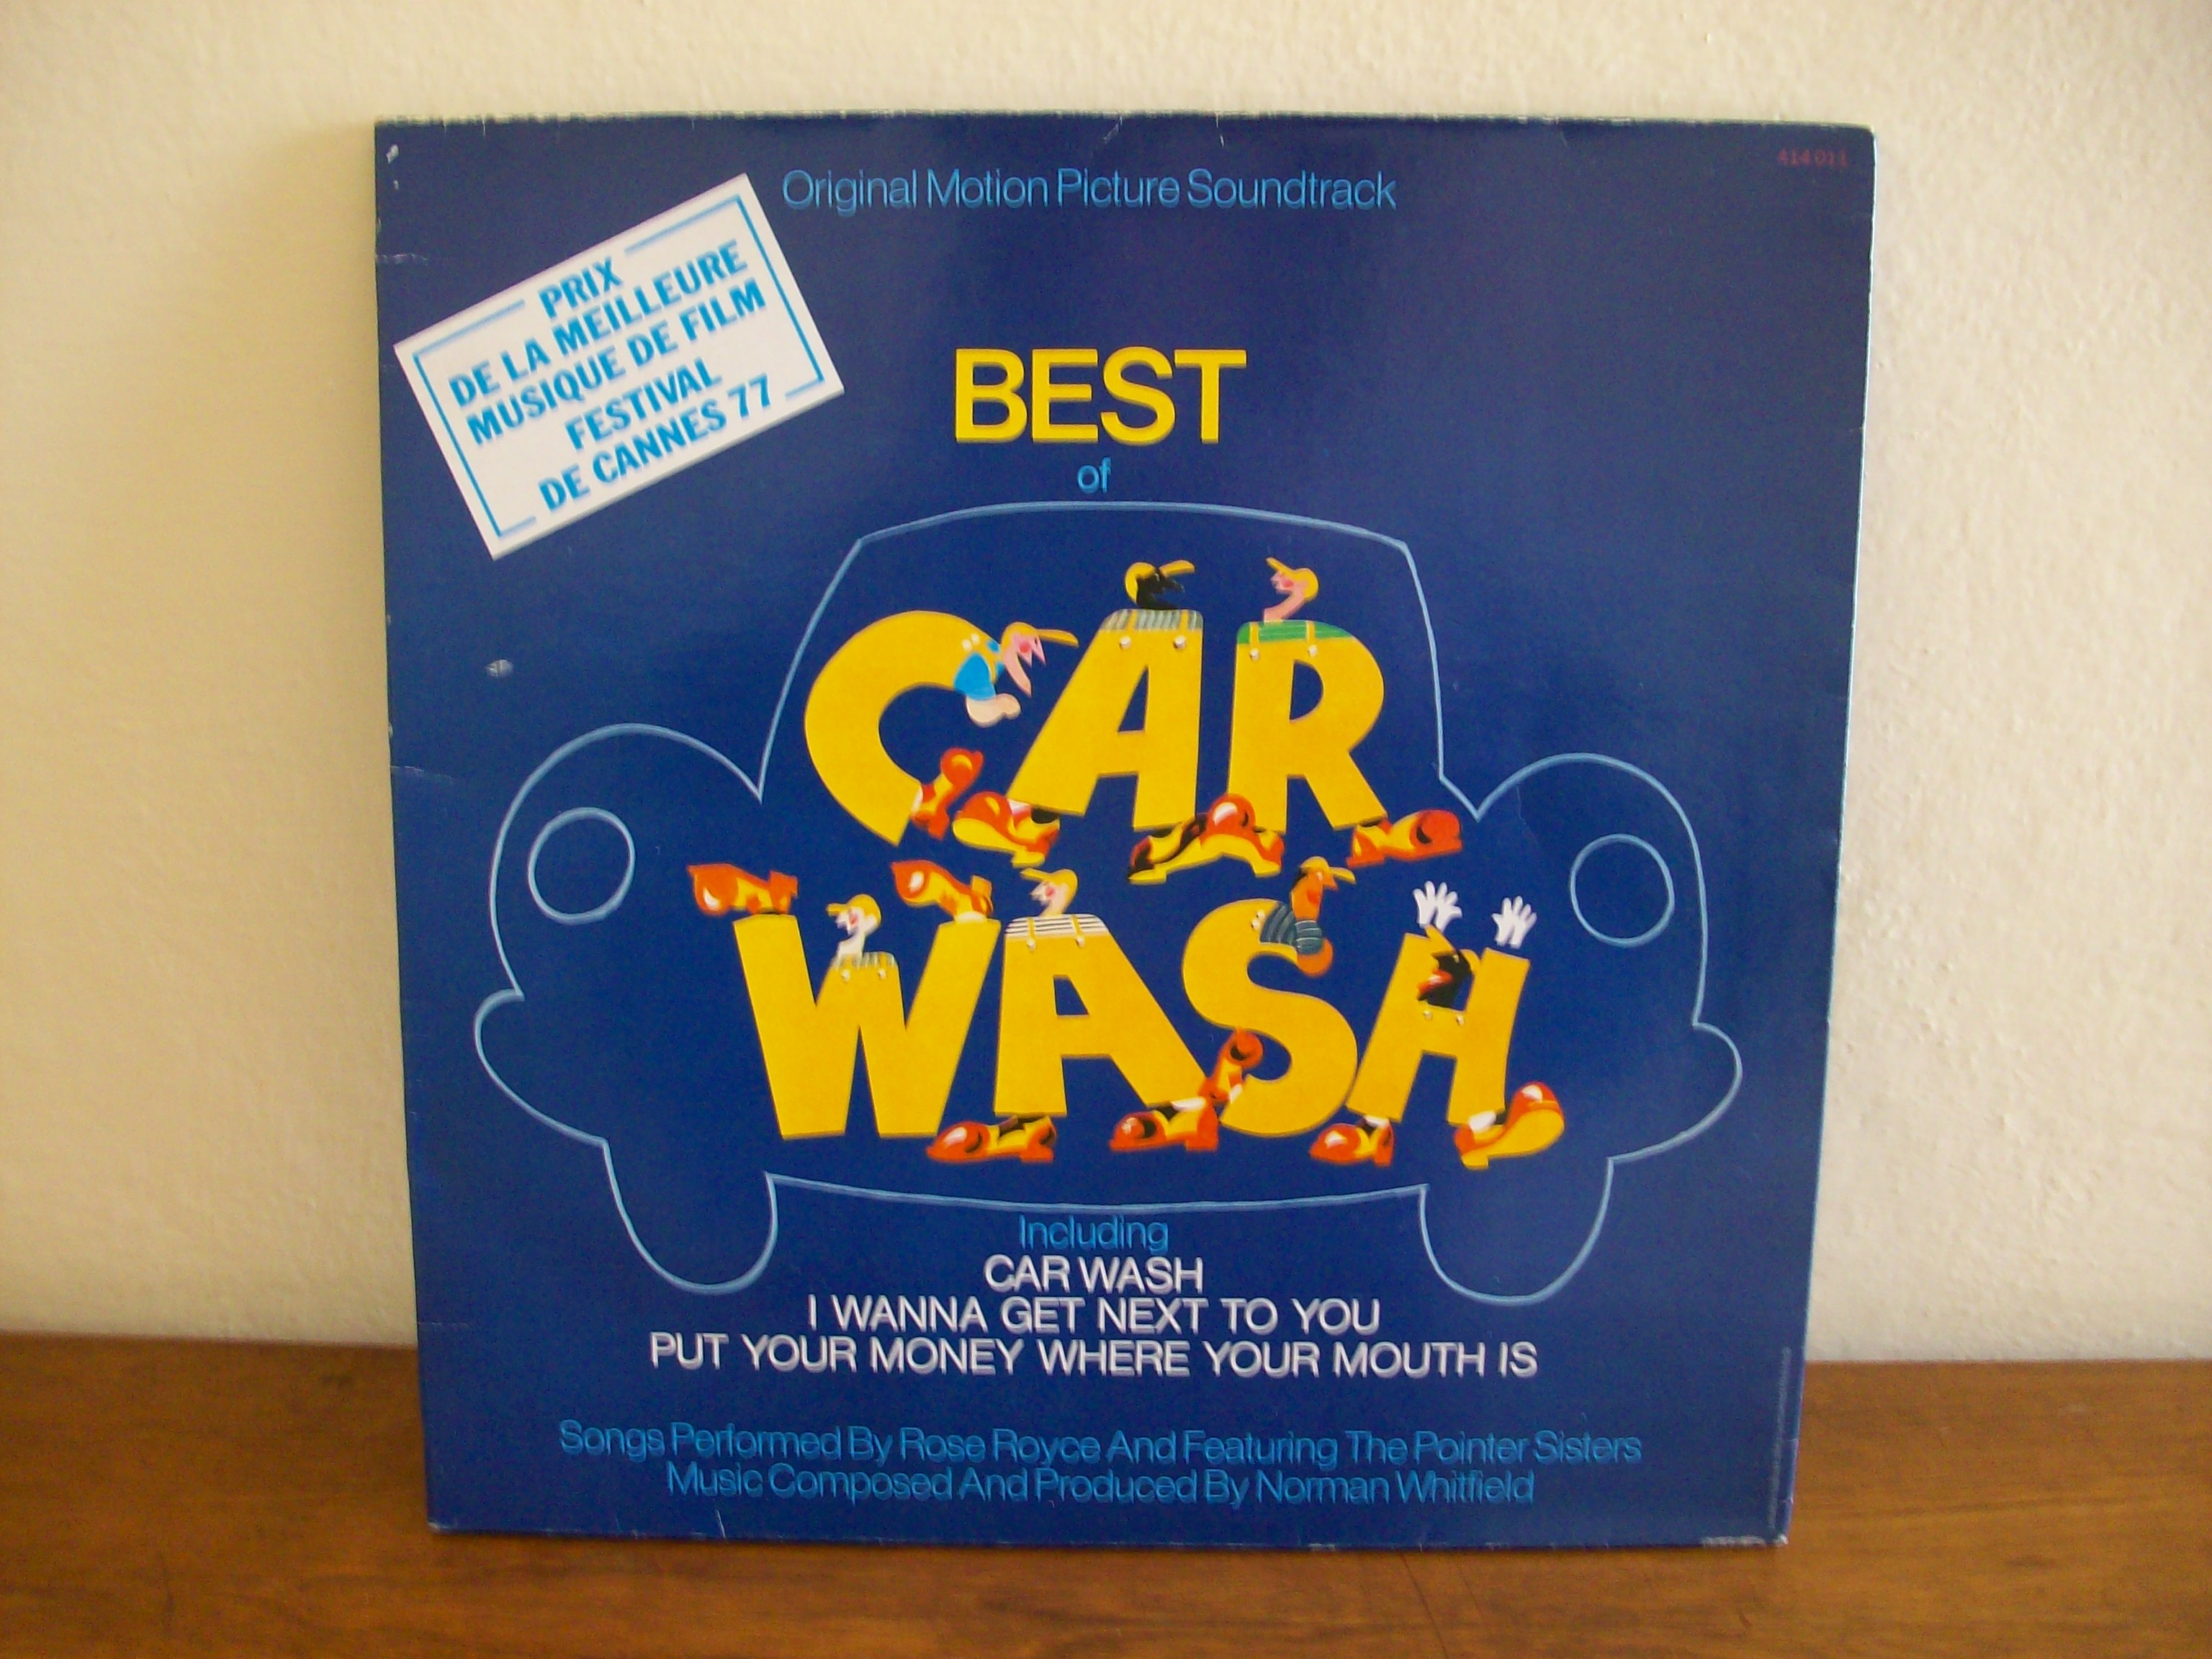 414 011
Original Motion Picture Soundtrack
PRIX
DE LA MEILLEURE
MUSIQUE DE FILM
FESTIVAL
DE CANNES 77
BEST
of
CAR
WASH
Including
CAR WASH
I WANNA GET NEXT TO YOU
PUT YOUR MONEY WHERE YOUR MOUTH IS
Songs Performed By Rose Royce And Featuring The Pointer Sisters
Music Composed And Produced By Norman Whitfield